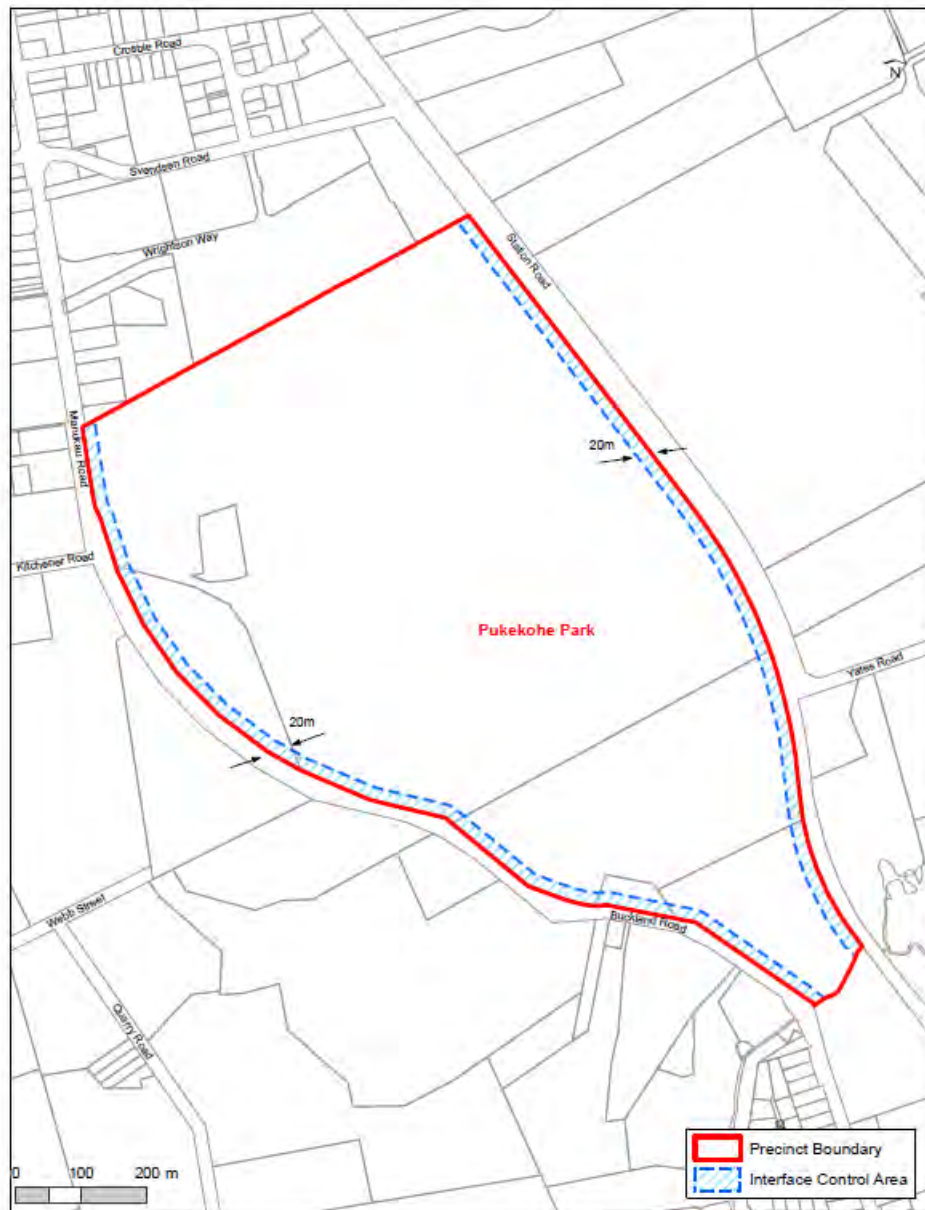 Crosbie Road
N
Svendsen Road
Wrightson Way
Station Road
Manukau Road
20m
Kitchener Road
Pukekohe Park
Yates Road
20m
Webb Street
Buckland Road
Quarry Road
0 100 200 m
Precinct Boundary
Interface Control Area